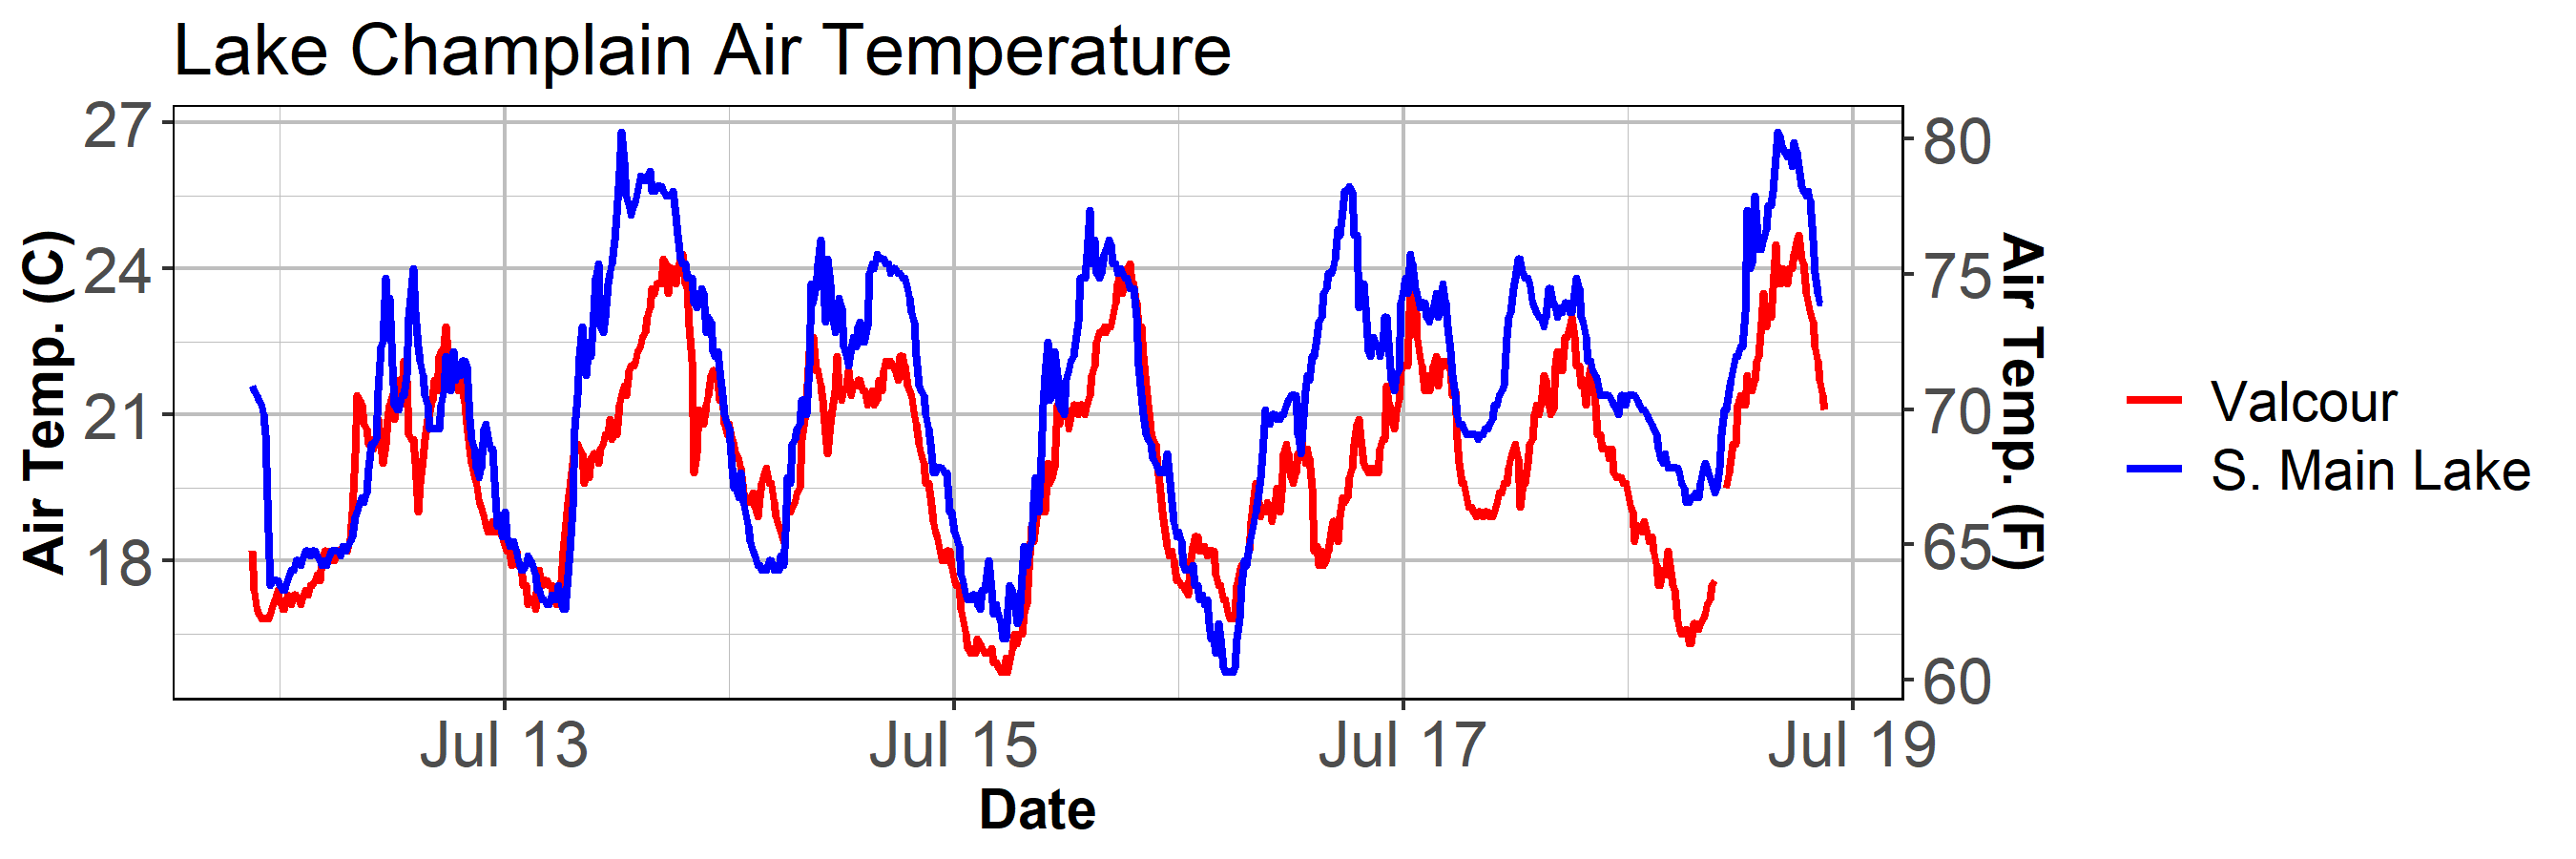 Lake Champlain Air Temperature
27
24
21
18
Air Temp. (C)
80
75
70
65
60
Air Temp. (F)
Jul 13
Jul 15
Jul 17
Jul 19
Date
Valcour
S. Main Lake